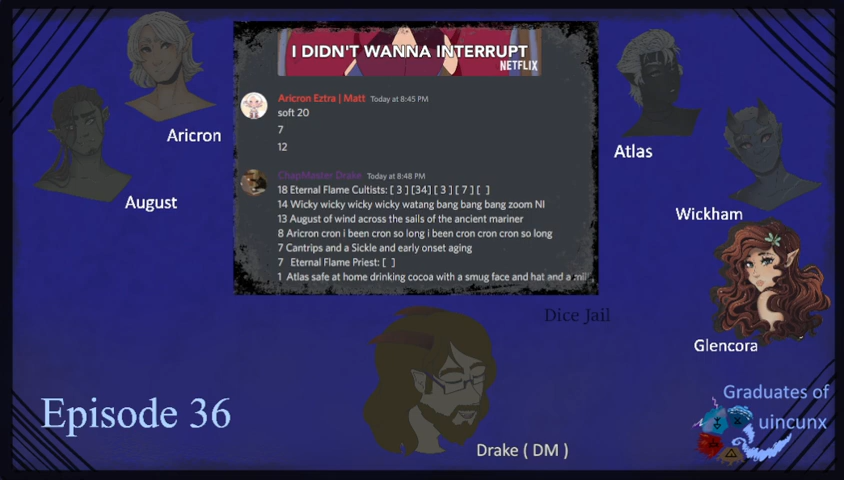 I DIDN'T WANNA INTERRUPT
NETFLIX
Aricron Eztra | Matt Today at 8:45 PM
soft 20
7
12
ChapMaster Drake Today at 8:48 PM
18 Eternal Flame Cultists: [ 3 ] [34] [ 3 ] [ 7 ] [ ]
14 Wicky wicky wicky wicky watang bang bang bang zoom NI
13 August of wind across the sails of the ancient mariner
8 Aricron cron i been cron so long i been cron cron cron so long
7 Cantrips and a Sickle and early onset aging
7 Eternal Flame Priest: [ ]
1 Atlas safe at home drinking cocoa with a smug face and hat and a
Aricron
August
Atlas
Wickham
Glencora
Dice Jail
Episode 36
Drake ( DM )
Graduates of
uincunx